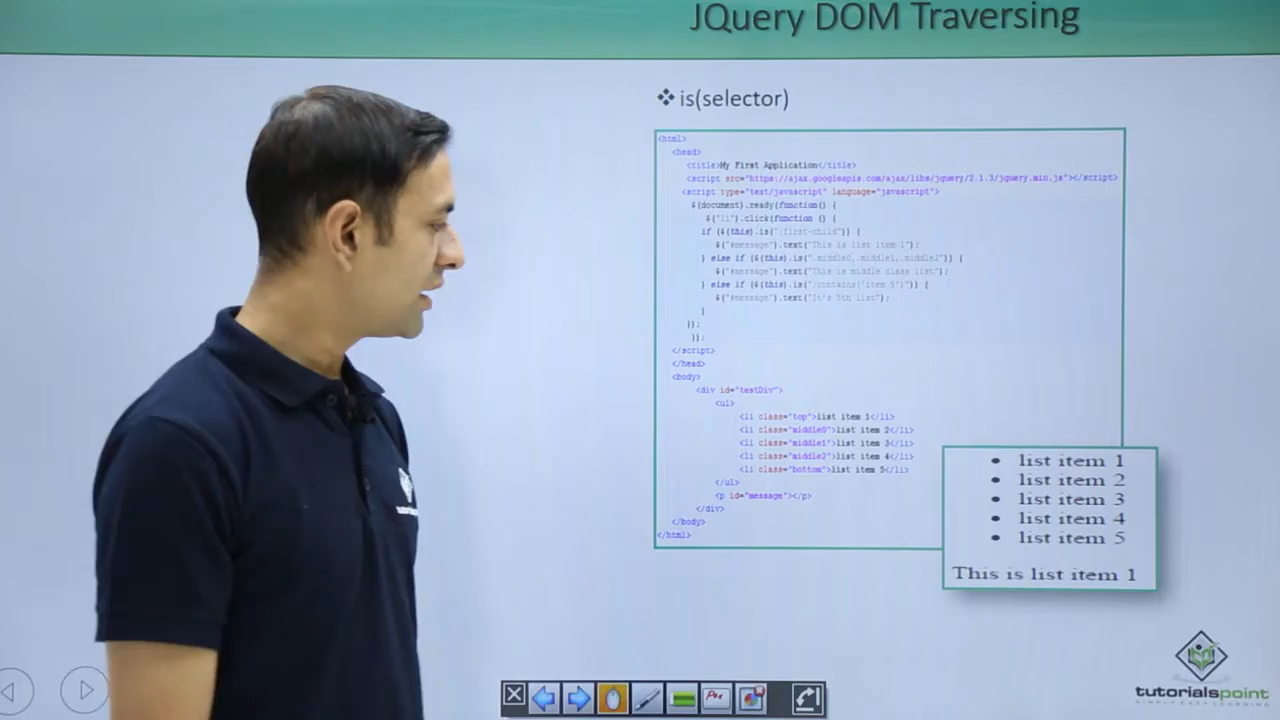 JQuery DOM Traversing
❖ is(selector)
<html>
<head>
<title>My First Application</title>
<script src="https://ajax.googleapis.com/ajax/libs/jquery/2.1.3/jquery.min.js"></script>
<script type="text/javascript" language="javascript">
$(document).ready(function() {
$("li").click(function () {
if ($(this).is(":first-child")) {
$("#message").text("This is list item 1");
} else if ($(this).is(".middle0,.middle1,.middle2")) {
$("#message").text("This is middle class list");
} else if ($(this).is(":contains('item 5')")) {
$("#message").text("It's 5th list");
}
});
});
</script>
</head>
<body>
<div id="testDiv">
<ul>
<li class="top">list item 1</li>
<li class="middle0">list item 2</li>
<li class="middle1">list item 3</li>
<li class="middle2">list item 4</li>
<li class="bottom">list item 5</li>
</ul>
<p id="message"></p>
</div>
</body>
</html>
• list item 1
• list item 2
• list item 3
• list item 4
• list item 5
This is list item 1
tutorialspoint
SIMPLY EASY LEARNING